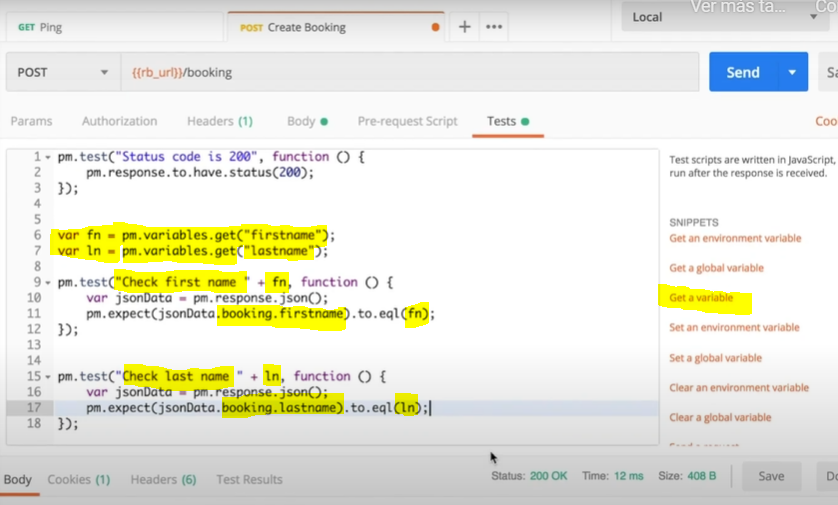 Ver más ta...
Co
GET Ping
POST Create Booking
Local
POST
{{rb_url}}/booking
Send
Sa
Params
Authorization
Headers (1)
Body
Pre-request Script
Tests
Coo
1 pm.test("Status code is 200", function () {
2 pm.response.to.have.status(200);
3 });
4
5
6 var fn = pm.variables.get("firstname");
7 var ln = pm.variables.get("lastname");
8
9 pm.test("Check first name " + fn, function () {
10 var jsonData = pm.response.json();
11 pm.expect(jsonData.booking.firstname).to.eql(fn);
12 });
13
14
15 pm.test("Check last name " + ln, function () {
16 var jsonData = pm.response.json();
17 pm.expect(jsonData.booking.lastname).to.eql(ln);
18 });
Test scripts are written in JavaScript,
run after the response is received.
SNIPPETS
Get an environment variable
Get a global variable
Get a variable
Set an environment variable
Set a global variable
Clear an environment variable
Clear a global variable
Body
Cookies (1)
Headers (6)
Test Results
Status: 200 OK
Time: 12 ms
Size: 408 B
Save
Do